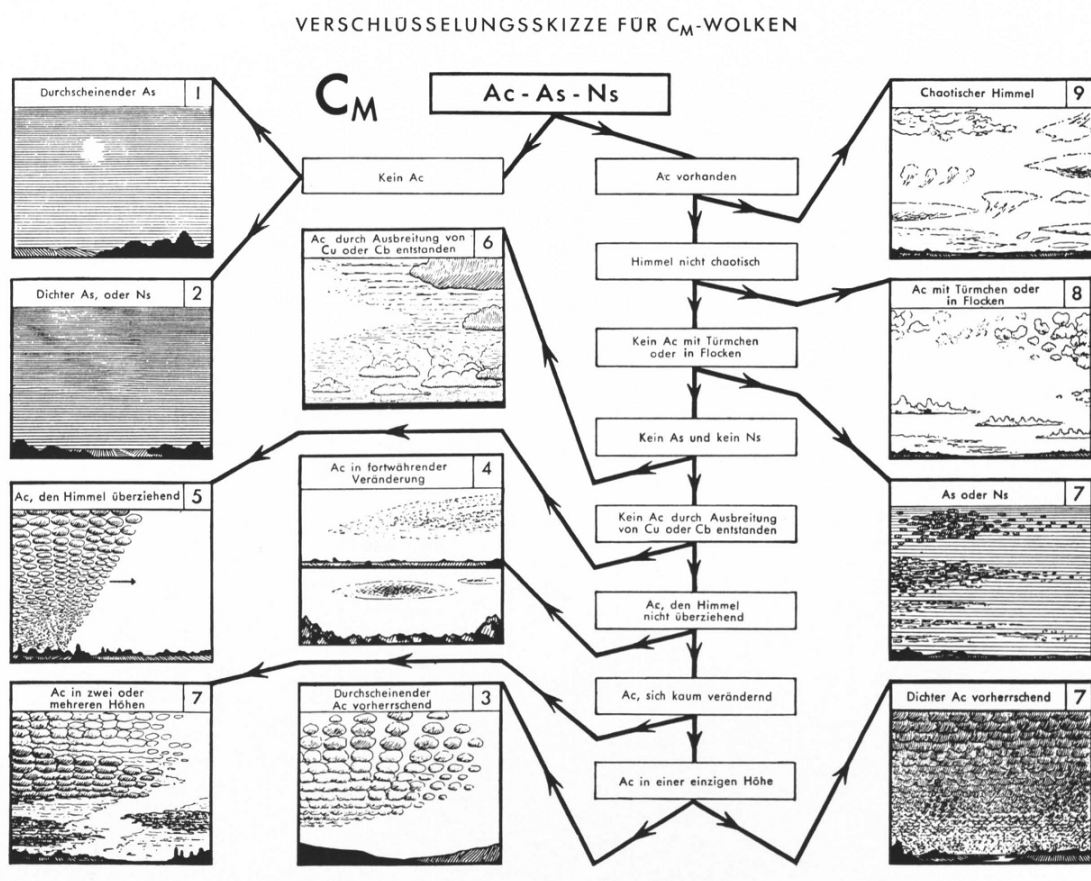 VERSCHLÜSSELUNGSSKIZZE FÜR CM-WOLKEN
CM
Ac - As - Ns
Durchscheinender As
1
Kein Ac
Ac vorhanden
Chaotischer Himmel
9
Ac durch Ausbreitung von
Cu oder Cb entstanden
6
Himmel nicht chaotisch
Dichter As, oder Ns
2
Ac mit Türmchen oder
in Flocken
8
Kein Ac mit Türmchen
oder in Flocken
Kein As und kein Ns
Ac, den Himmel überziehend
5
Ac in fortwährender
Veränderung
4
As oder Ns
7
Kein Ac durch Ausbreitung
von Cu oder Cb entstanden
Ac, den Himmel
nicht überziehend
Ac in zwei oder
mehreren Höhen
7
Durchscheinender
Ac vorherrschend
3
Ac, sich kaum verändernd
Dichter Ac vorherrschend
7
Ac in einer einzigen Höhe